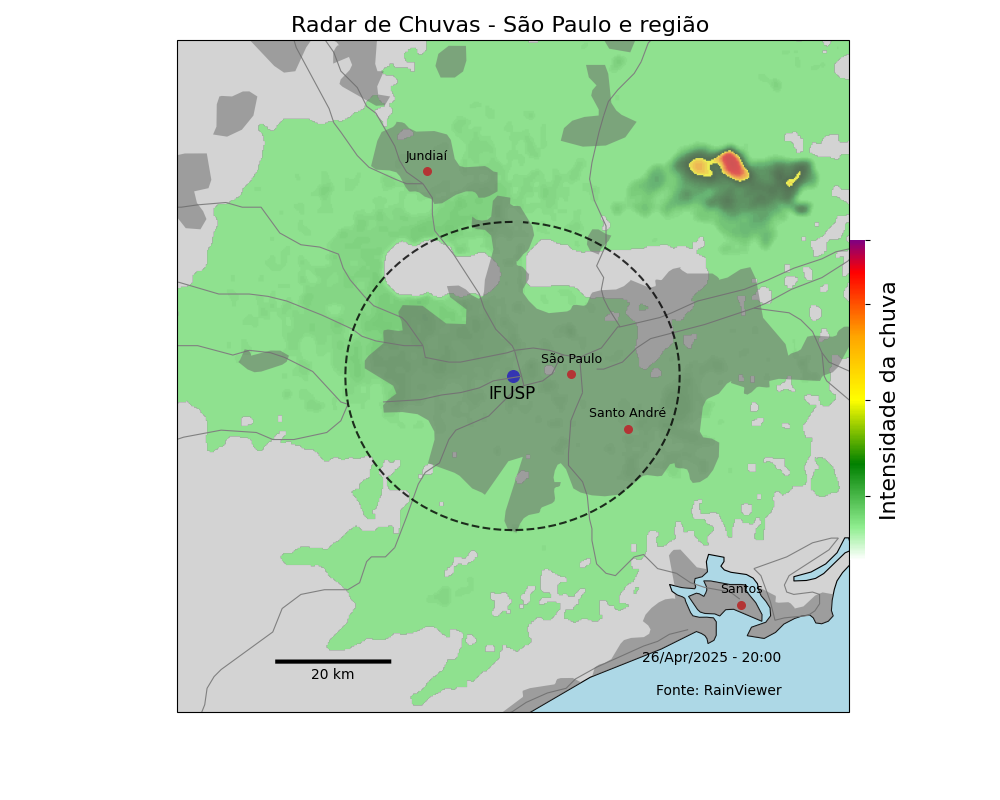 Radar de Chuvas - São Paulo e região
Jundiaí
São Paulo
IFUSP
Santo André
Santos
20 km
26/Apr/2025 - 20:00
Fonte: RainViewer
Intensidade da chuva